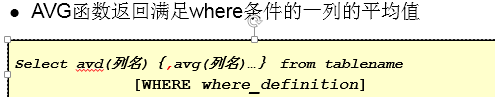 ● AVG函数返回满足where条件的一列的平均值
Select avd(列名) {,avg(列名)…} from tablename
[WHERE where_definition]